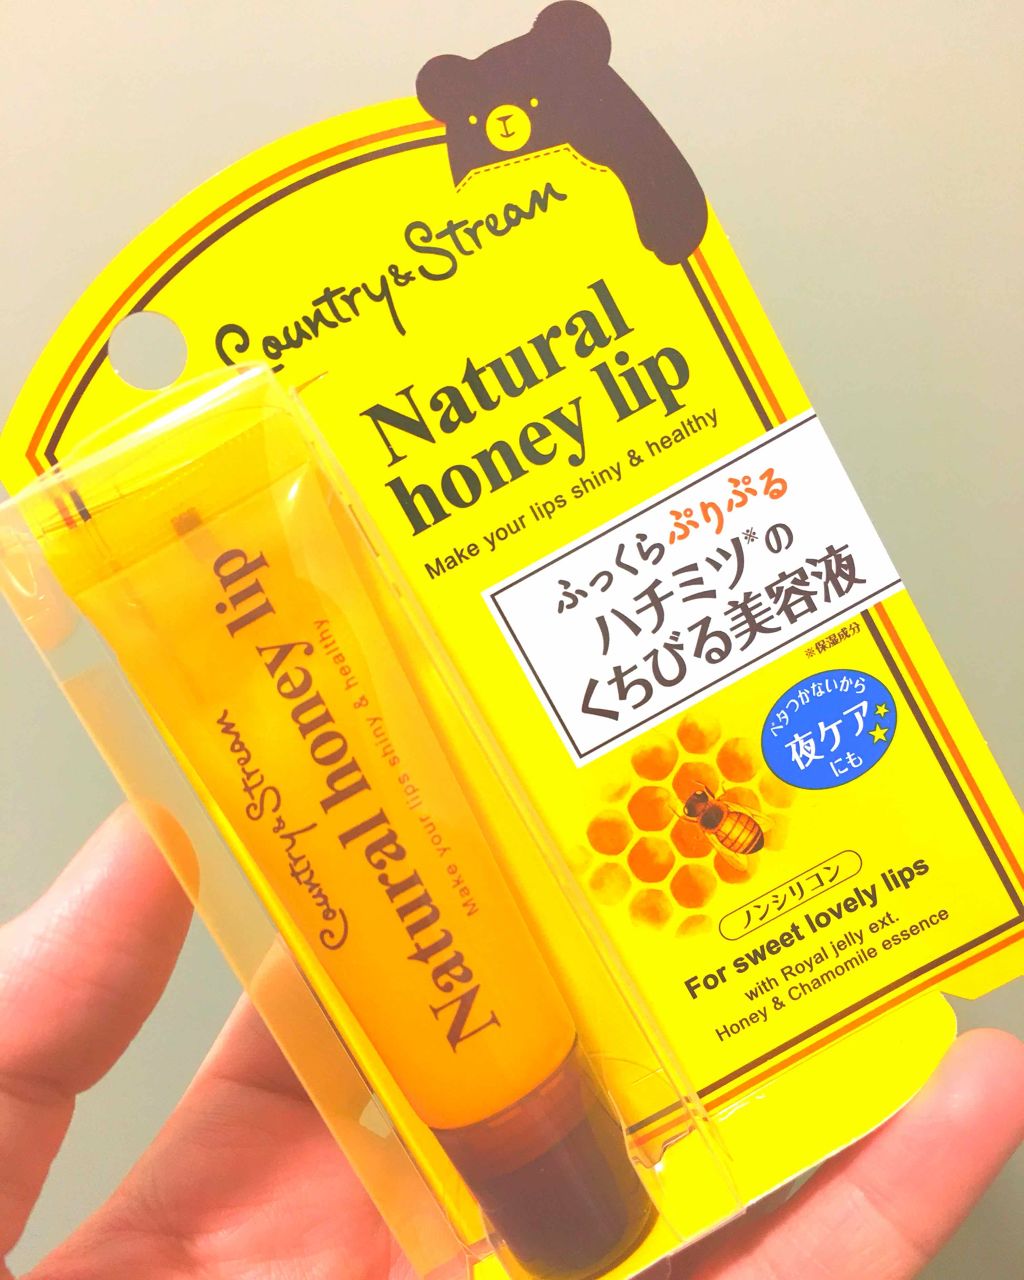 Country & Stream
Natural
honey lip
Make your lips shiny & healthy
ふっくらぷりぷる
ハチミツ※の
くちびる美容液
※保湿成分
ベタつかないから
夜ケア
にも
ノンシリコン
For sweet lovely lips
with Royal jelly ext.
Honey & Chamomile essence
Country & Stream
Natural honey lip
Make your lips shiny & healthy